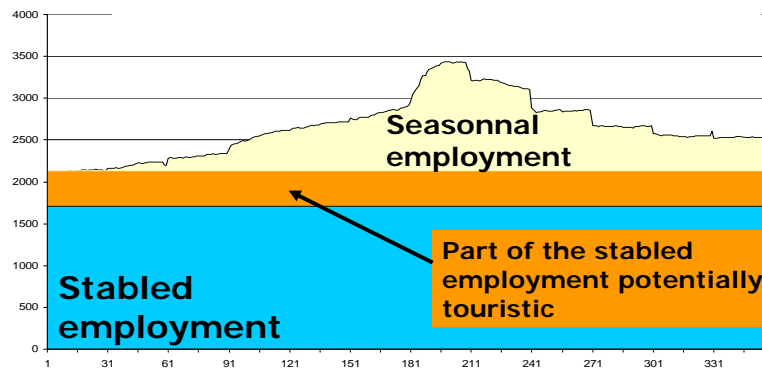 4000
3500
3000
2500
2000
1500
1000
500
0
Seasonnal
employment
Part of the stabled
employment potentially
touristic
Stabled
employment
1 31 61 91 121 151 181 211 241 271 301 331